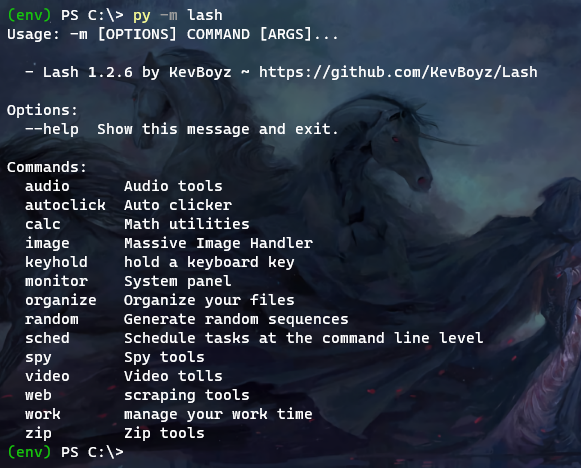 (env) PS C:\> py -m lash
Usage: -m [OPTIONS] COMMAND [ARGS]...
- Lash 1.2.6 by KevBoyz ~ https://github.com/KevBoyz/Lash
Options:
--help  Show this message and exit.
Commands:
audio      Audio tools
autoclick  Auto clicker
calc       Math utilities
image      Massive Image Handler
keyhold    hold a keyboard key
monitor    System panel
organize   Organize your files
random     Generate random sequences
sched      Schedule tasks at the command line level
spy        Spy tools
video      Video tolls
web        scraping tools
work       manage your work time
zip        Zip tools
(env) PS C:\>